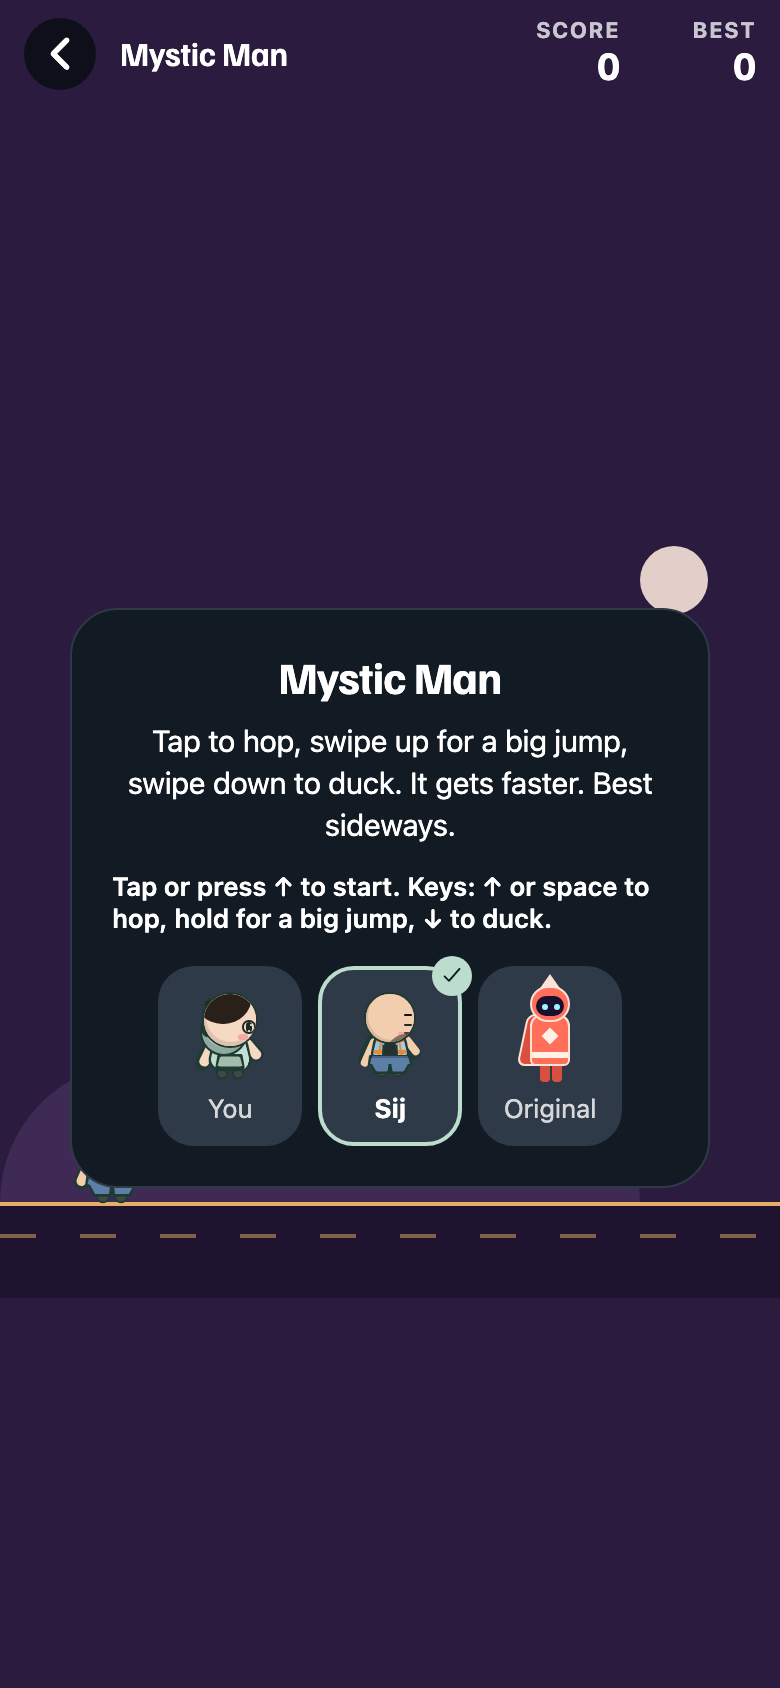 Mystic Man
SCORE
0
BEST
0
Mystic Man
Tap to hop, swipe up for a big jump,
swipe down to duck. It gets faster. Best
sideways.
Tap or press ↑ to start. Keys: ↑ or space to
hop, hold for a big jump, ↓ to duck.
You
Sij
Original